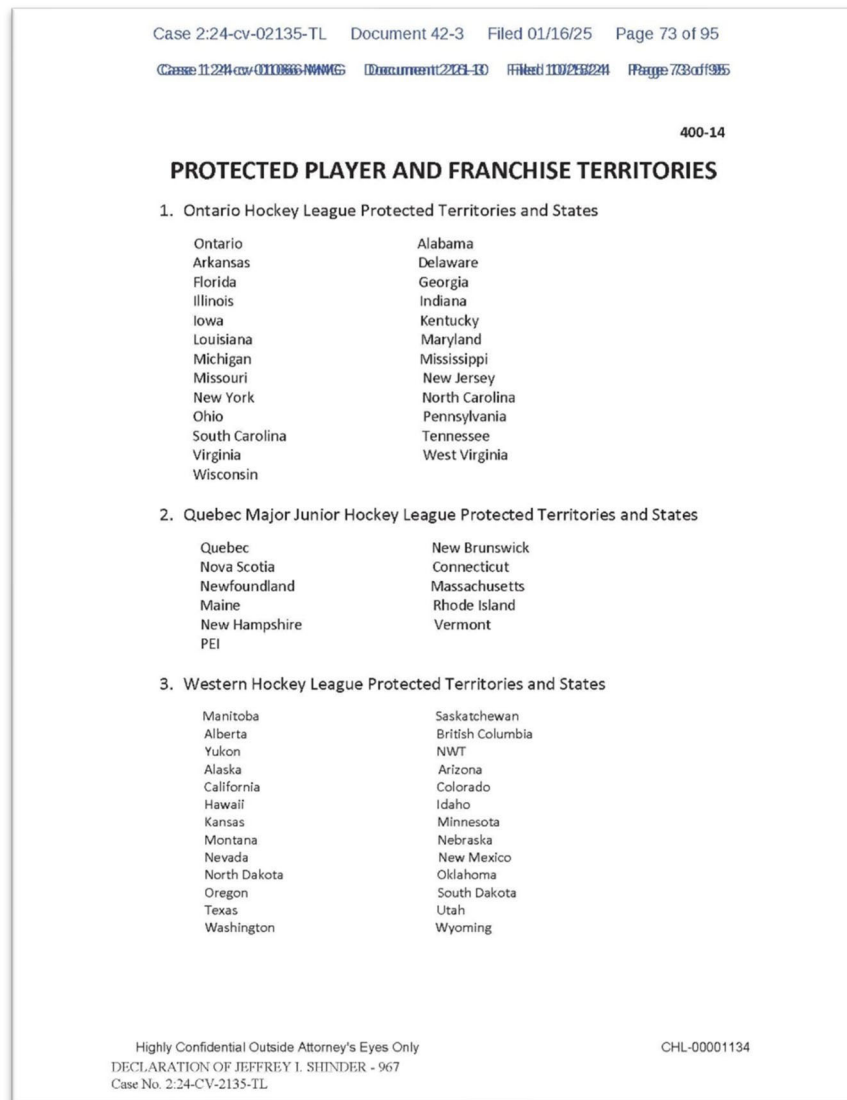 Case 2:24-cv-02135-TL Document 42-3 Filed 01/16/25 Page 73 of 95
400-14
PROTECTED PLAYER AND FRANCHISE TERRITORIES
1. Ontario Hockey League Protected Territories and States
Ontario Alabama
Arkansas Delaware
Florida Georgia
Illinois Indiana
Iowa Kentucky
Louisiana Maryland
Michigan Mississippi
Missouri New Jersey
New York North Carolina
Ohio Pennsylvania
South Carolina Tennessee
Virginia West Virginia
Wisconsin
2. Quebec Major Junior Hockey League Protected Territories and States
Quebec New Brunswick
Nova Scotia Connecticut
Newfoundland Massachusetts
Maine Rhode Island
New Hampshire Vermont
PEI
3. Western Hockey League Protected Territories and States
Manitoba Saskatchewan
Alberta British Columbia
Yukon NWT
Alaska Arizona
California Colorado
Hawaii Idaho
Kansas Minnesota
Montana Nebraska
Nevada New Mexico
North Dakota Oklahoma
Oregon South Dakota
Texas Utah
Washington Wyoming
Highly Confidential Outside Attorney's Eyes Only CHL-00001134
DECLARATION OF JEFFREY I. SHINDER - 967
Case No. 2:24-CV-2135-TL